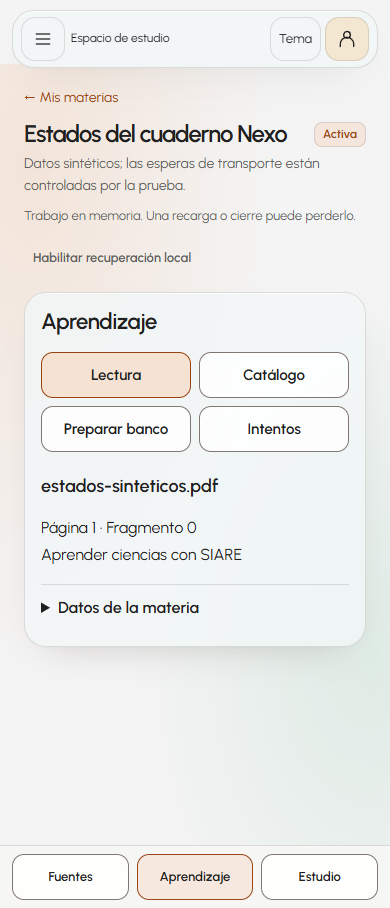 Espacio de estudio
Tema
← Mis materias
Estados del cuaderno Nexo
Activa
Datos sintéticos; las esperas de transporte están
controladas por la prueba.
Trabajo en memoria. Una recarga o cierre puede perderlo.
Habilitar recuperación local
Aprendizaje
Lectura
Catálogo
Preparar banco
Intentos
estados-sinteticos.pdf
Página 1 · Fragmento 0
Aprender ciencias con SIARE
Datos de la materia
Fuentes
Aprendizaje
Estudio